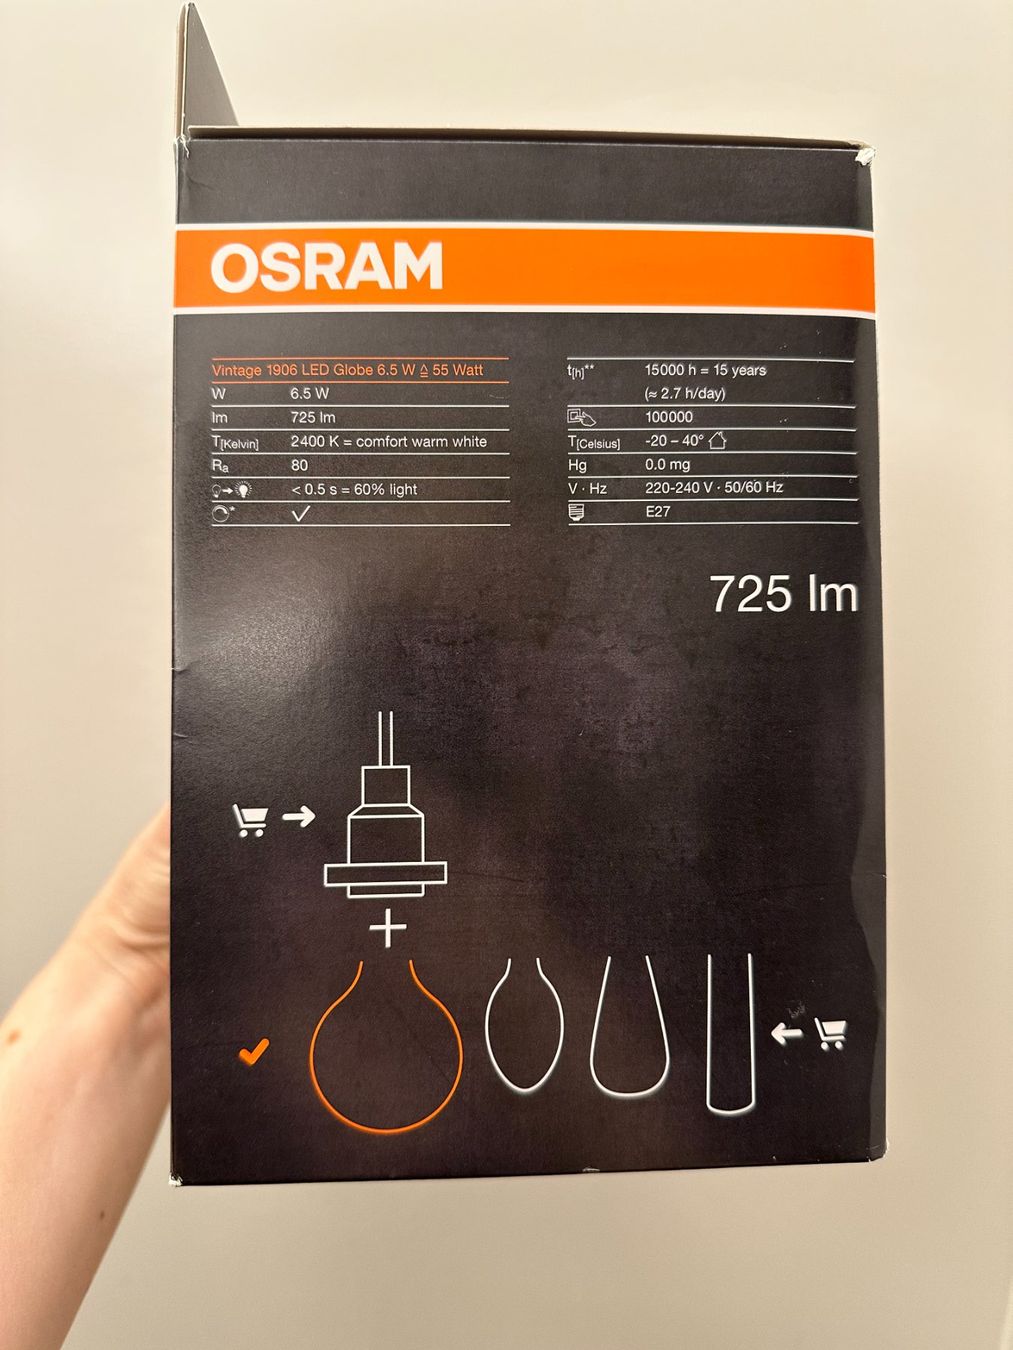 OSRAM
Vintage 1906 LED Globe 6.5 W ≙ 55 Watt
W 6.5 W
lm 725 lm
T[Kelvin] 2400 K = comfort warm white
Ra 80
< 0.5 s = 60% light
* ✓
t[h]** 15000 h = 15 years
(≈ 2.7 h/day)
100000
T[Celsius] -20 – 40°
Hg 0.0 mg
V · Hz 220-240 V · 50/60 Hz
E27
725 lm
+